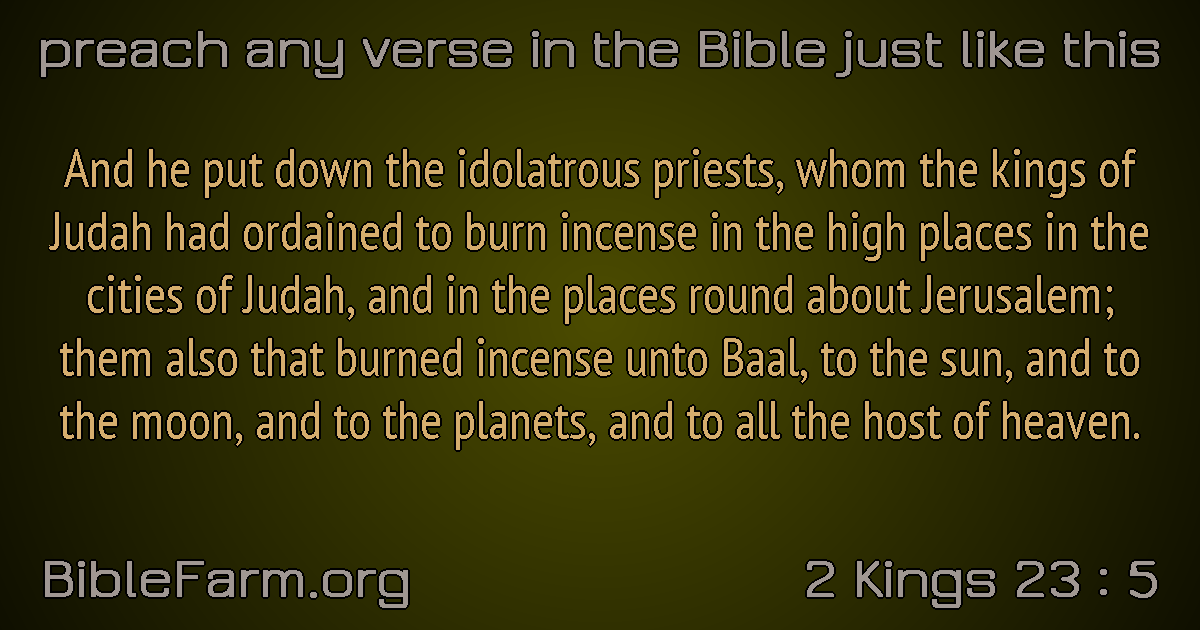 preach any verse in the Bible just like this
And he put down the idolatrous priests, whom the kings of
Judah had ordained to burn incense in the high places in the
cities of Judah, and in the places round about Jerusalem;
them also that burned incense unto Baal, to the sun, and to
the moon, and to the planets, and to all the host of heaven.
BibleFarm.org
2 Kings 23 : 5